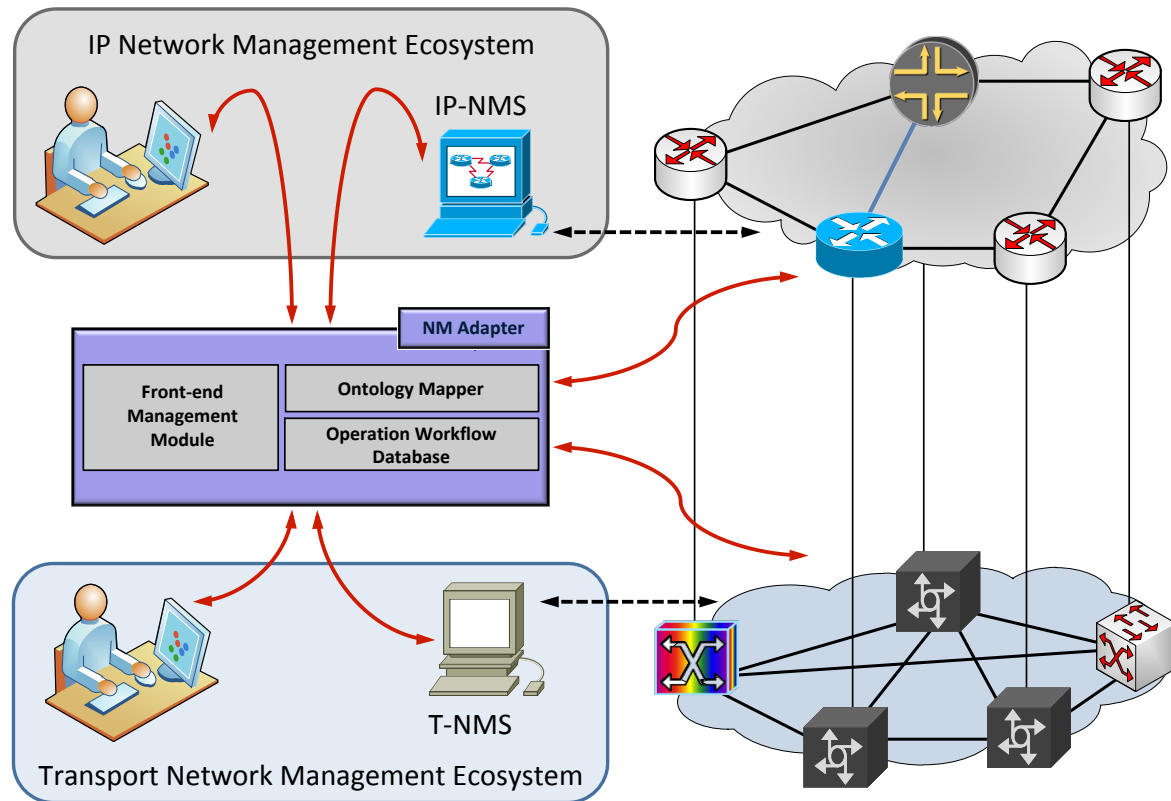 IP Network Management Ecosystem
IP-NMS
NM Adapter
Front-end
Management
Module
Ontology Mapper
Operation Workflow
Database
T-NMS
Transport Network Management Ecosystem